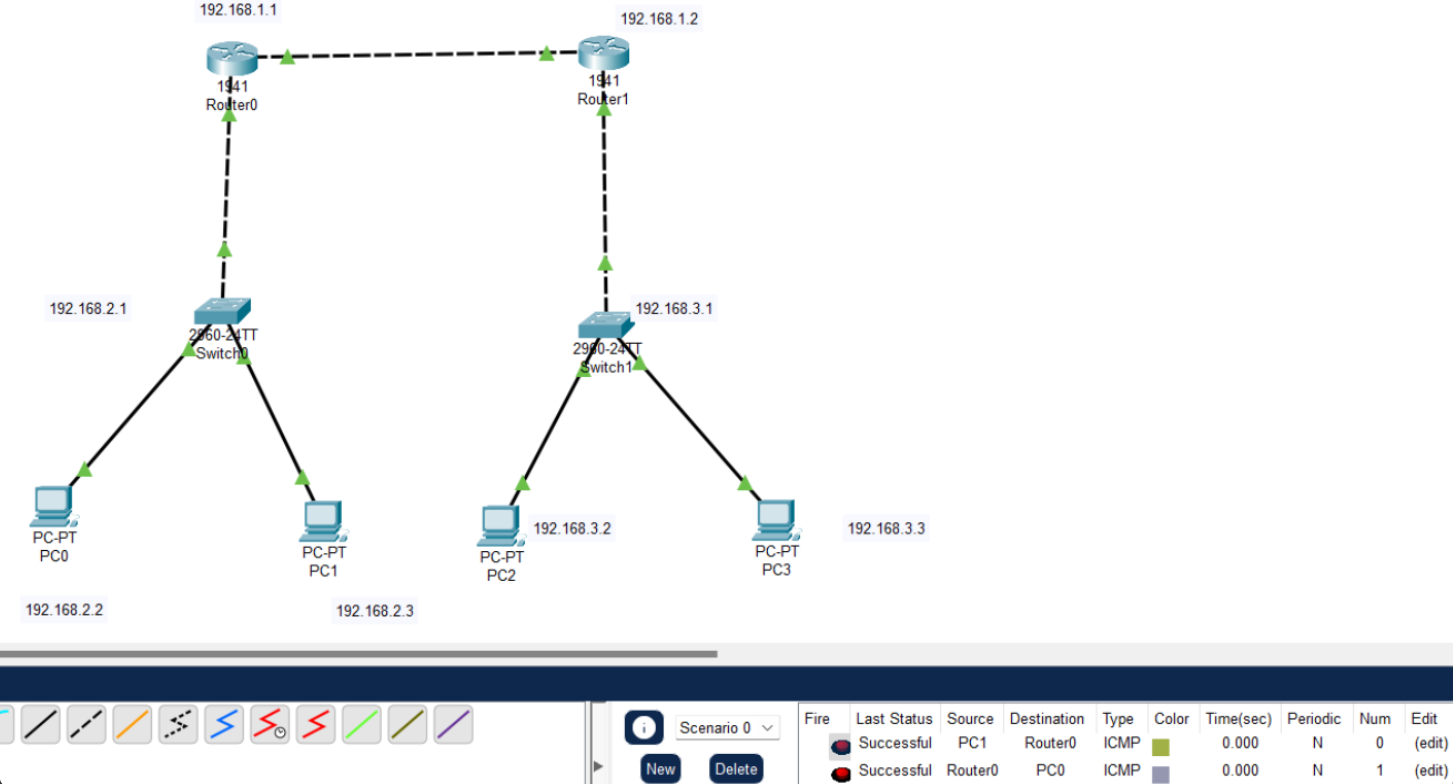 192.168.1.1
192.168.1.2
1941
Router0
1941
Router1
192.168.2.1
2960-24TT
Switch0
192.168.3.1
2960-24TT
Switch1
PC-PT
PC0
PC-PT
PC1
192.168.3.2
PC-PT
PC2
PC-PT
PC3
192.168.3.3
192.168.2.2
192.168.2.3
Scenario 0
New
Delete
Fire Last Status Source Destination Type Color Time(sec) Periodic Num Edit
Successful PC1 Router0 ICMP 0.000 N 0 (edit)
Successful Router0 PC0 ICMP 0.000 N 1 (edit)